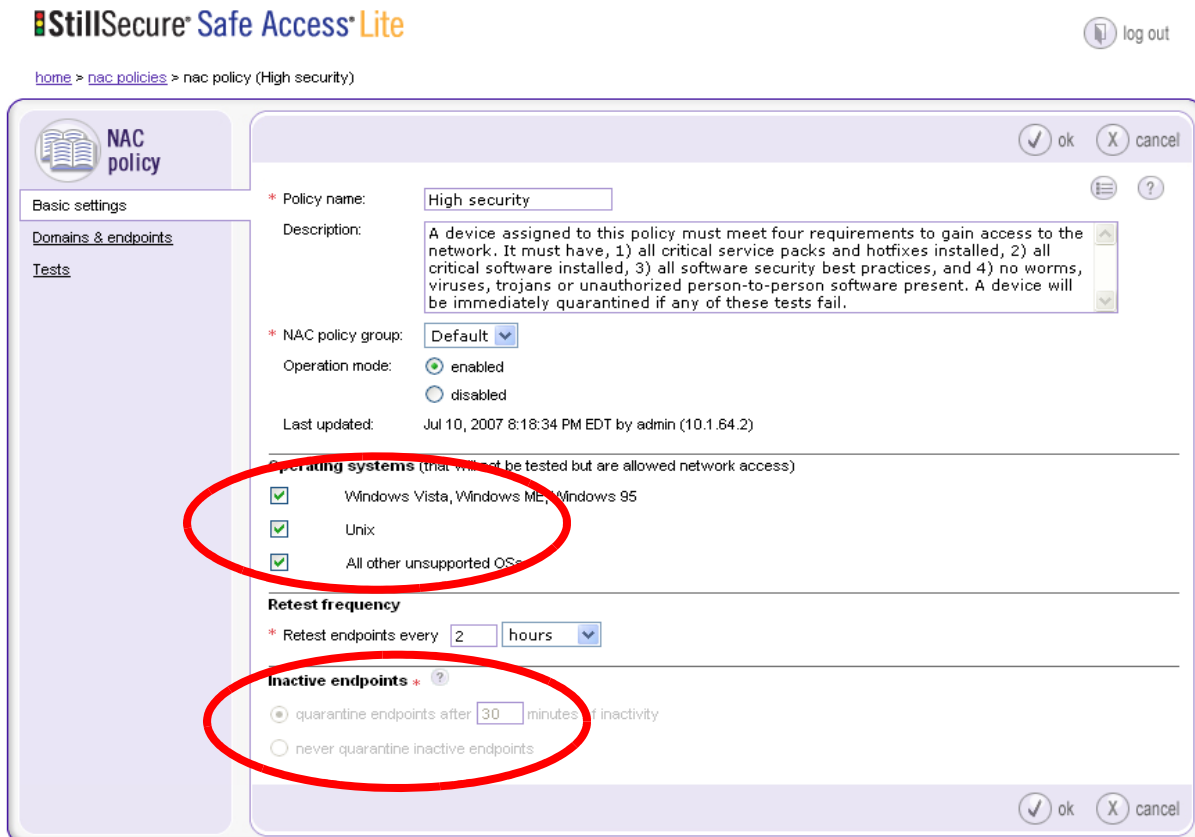 StillSecure® Safe Access® Lite
log out
home > nac policies > nac policy (High security)
NAC policy
ok
cancel
Basic settings
Domains & endpoints
Tests
* Policy name: High security
Description: A device assigned to this policy must meet four requirements to gain access to the
network. It must have, 1) all critical service packs and hotfixes installed, 2) all
critical software installed, 3) all software security best practices, and 4) no worms,
viruses, trojans or unauthorized person-to-person software present. A device will
be immediately quarantined if any of these tests fail.
* NAC policy group: Default
Operation mode: enabled
disabled
Last updated: Jul 10, 2007 8:18:34 PM EDT by admin (10.1.64.2)
Operating systems (that will not be tested but are allowed network access)
Windows Vista, Windows ME, Windows 95
Unix
All other unsupported OSs
Retest frequency
* Retest endpoints every 2 hours
Inactive endpoints * ?
quarantine endpoints after 30 minutes of inactivity
never quarantine inactive endpoints
ok
cancel